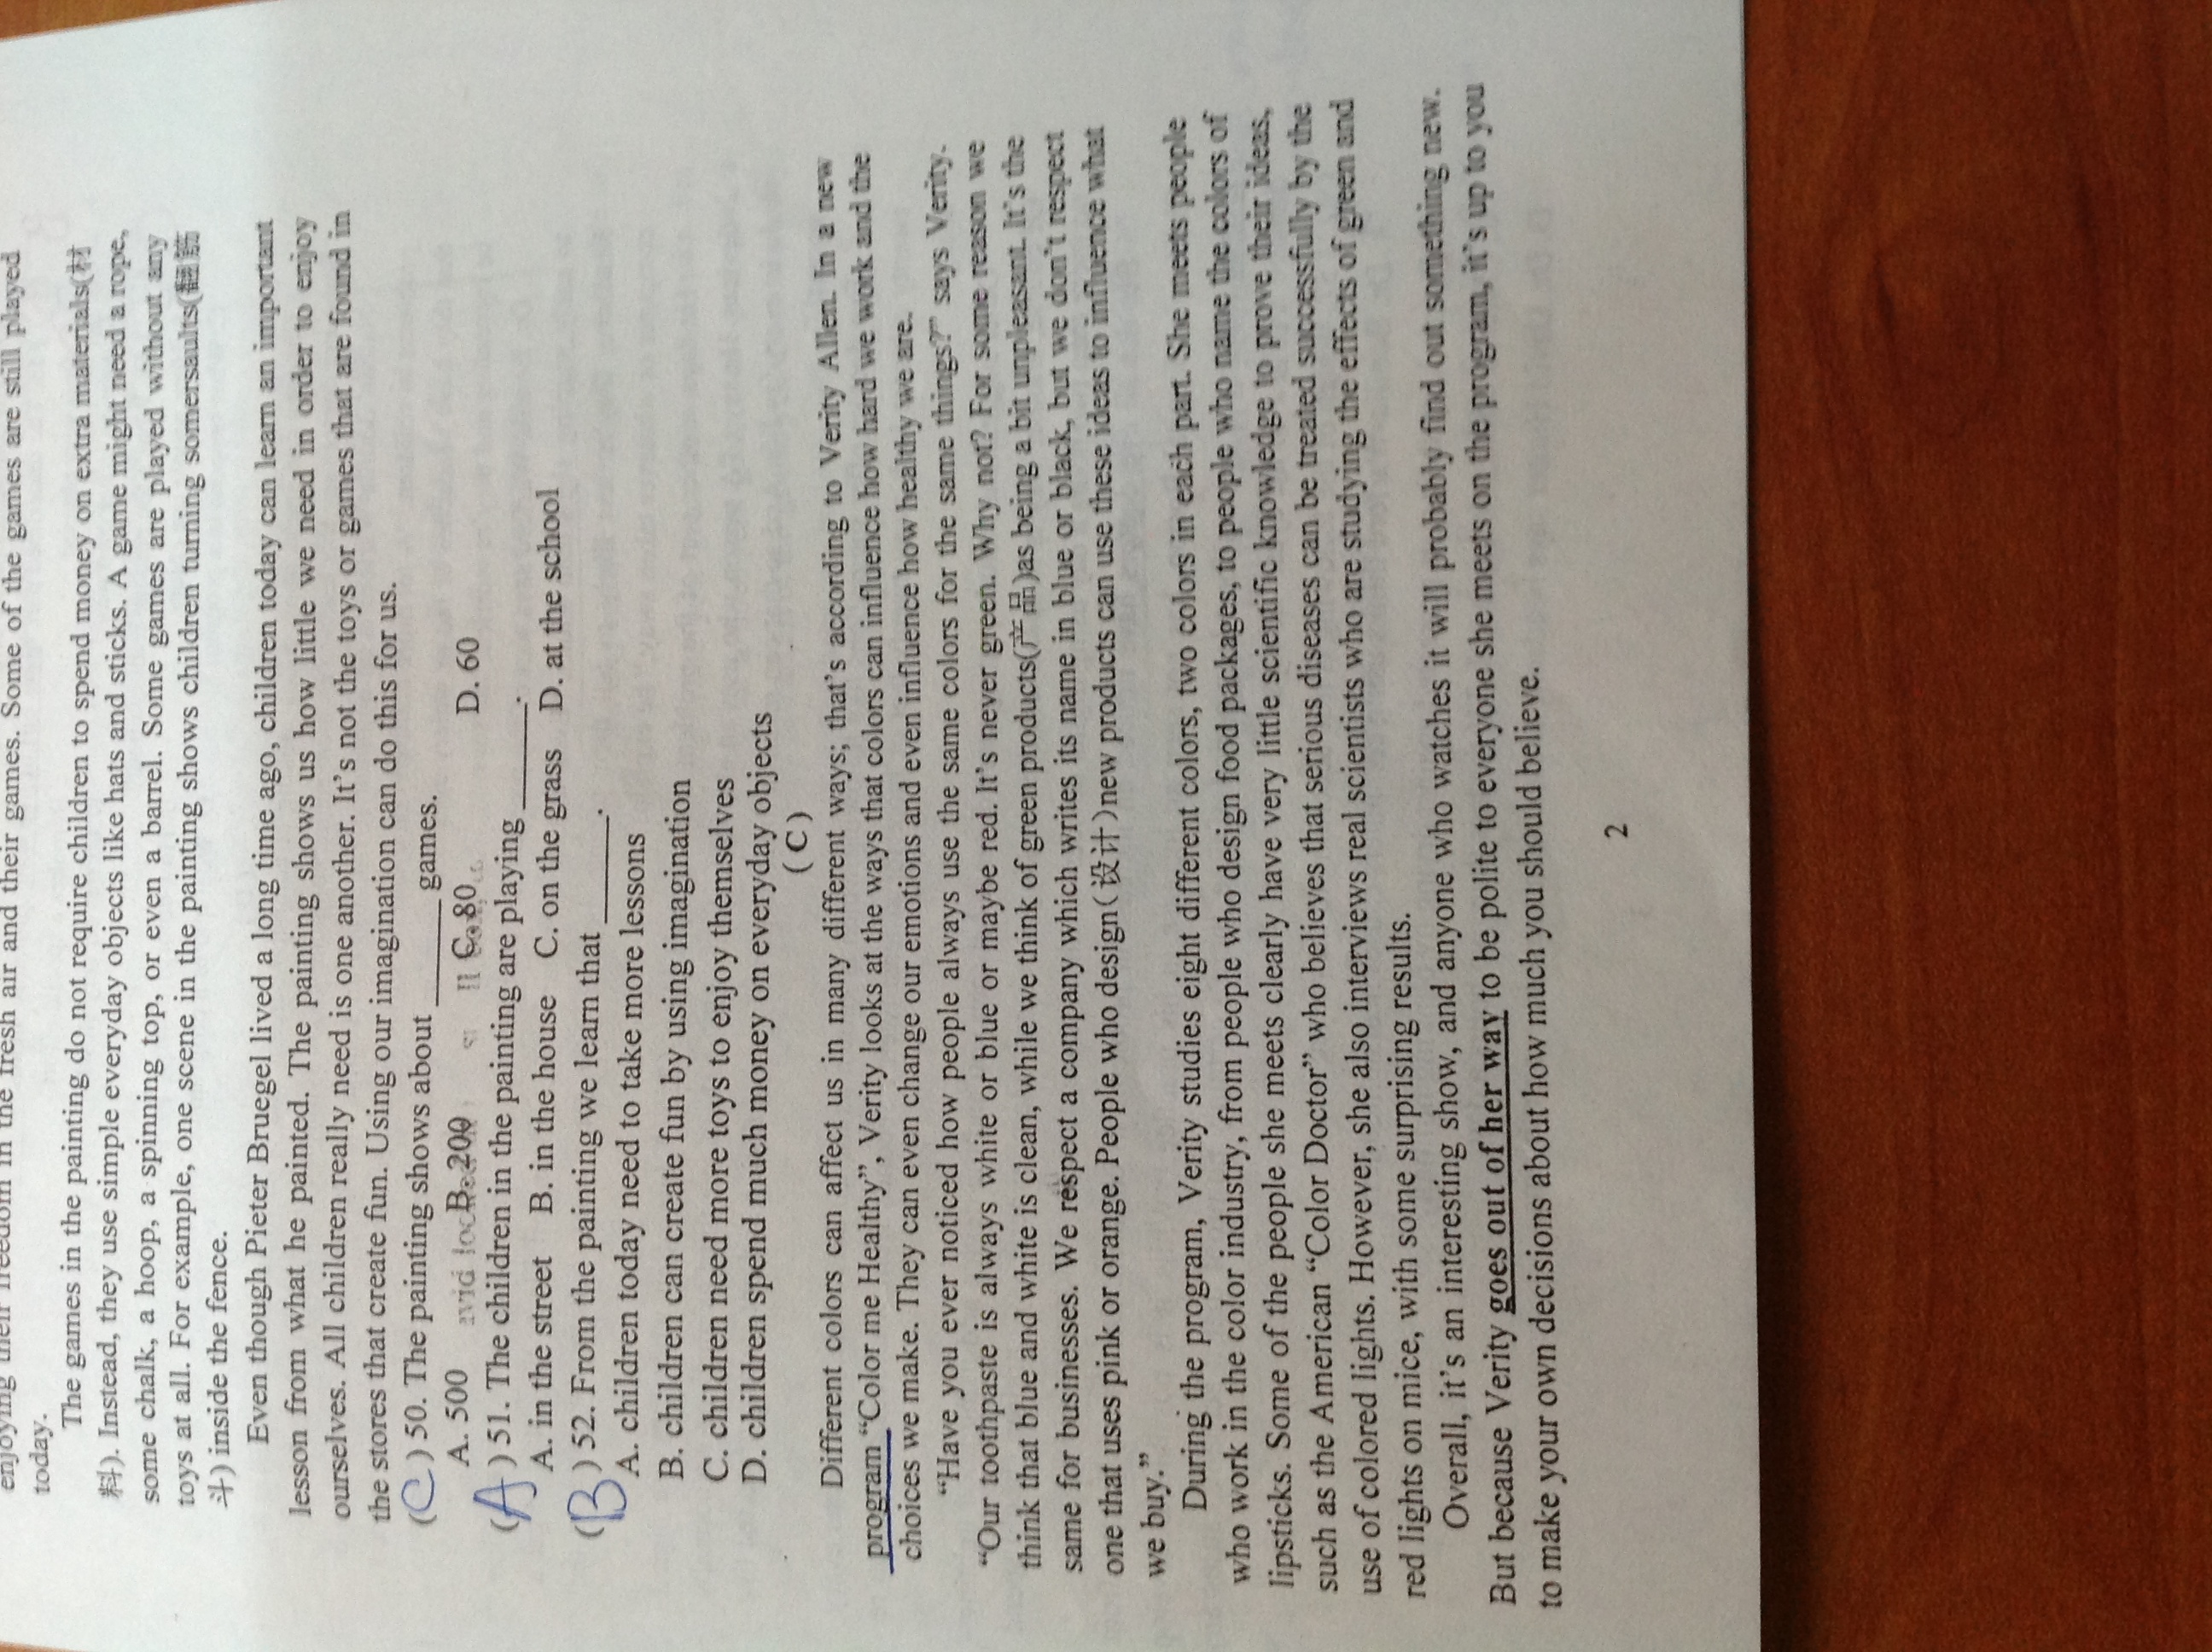 enjoying their freedom in the fresh air and their games. Some of the games are still played
today.
The games in the painting do not require children to spend money on extra materials(材
料). Instead, they use simple everyday objects like hats and sticks. A game might need a rope,
some chalk, a hoop, a spinning top, or even a barrel. Some games are played without any
toys at all. For example, one scene in the painting shows children turning somersaults(翻筋
斗) inside the fence.
Even though Pieter Bruegel lived a long time ago, children today can learn an important
lesson from what he painted. The painting shows us how little we need in order to enjoy
ourselves. All children really need is one another. It's not the toys or games that are found in
the stores that create fun. Using our imagination can do this for us.
(C) 50. The painting shows about ______ games.
A. 500 B. 200 C. 80 D. 60
(A) 51. The children in the painting are playing ______.
A. in the street B. in the house C. on the grass D. at the school
(B) 52. From the painting we learn that ______.
A. children today need to take more lessons
B. children can create fun by using imagination
C. children need more toys to enjoy themselves
D. children spend much money on everyday objects
(C)
Different colors can affect us in many different ways; that's according to Verity Allen. In a new
program “Color me Healthy”, Verity looks at the ways that colors can influence how hard we work and the
choices we make. They can even change our emotions and even influence how healthy we are.
“Have you ever noticed how people always use the same colors for the same things?” says Verity.
“Our toothpaste is always white or blue or maybe red. It's never green. Why not? For some reason we
think that blue and white is clean, while we think of green products(产品)as being a bit unpleasant. It's the
same for businesses. We respect a company which writes its name in blue or black, but we don't respect
one that uses pink or orange. People who design(设计)new products can use these ideas to influence what
we buy.”
During the program, Verity studies eight different colors, two colors in each part. She meets people
who work in the color industry, from people who design food packages, to people who name the colors of
lipsticks. Some of the people she meets clearly have very little scientific knowledge to prove their ideas,
such as the American “Color Doctor” who believes that serious diseases can be treated successfully by the
use of colored lights. However, she also interviews real scientists who are studying the effects of green and
red lights on mice, with some surprising results.
Overall, it's an interesting show, and anyone who watches it will probably find out something new.
But because Verity goes out of her way to be polite to everyone she meets on the program, it's up to you
to make your own decisions about how much you should believe.
2